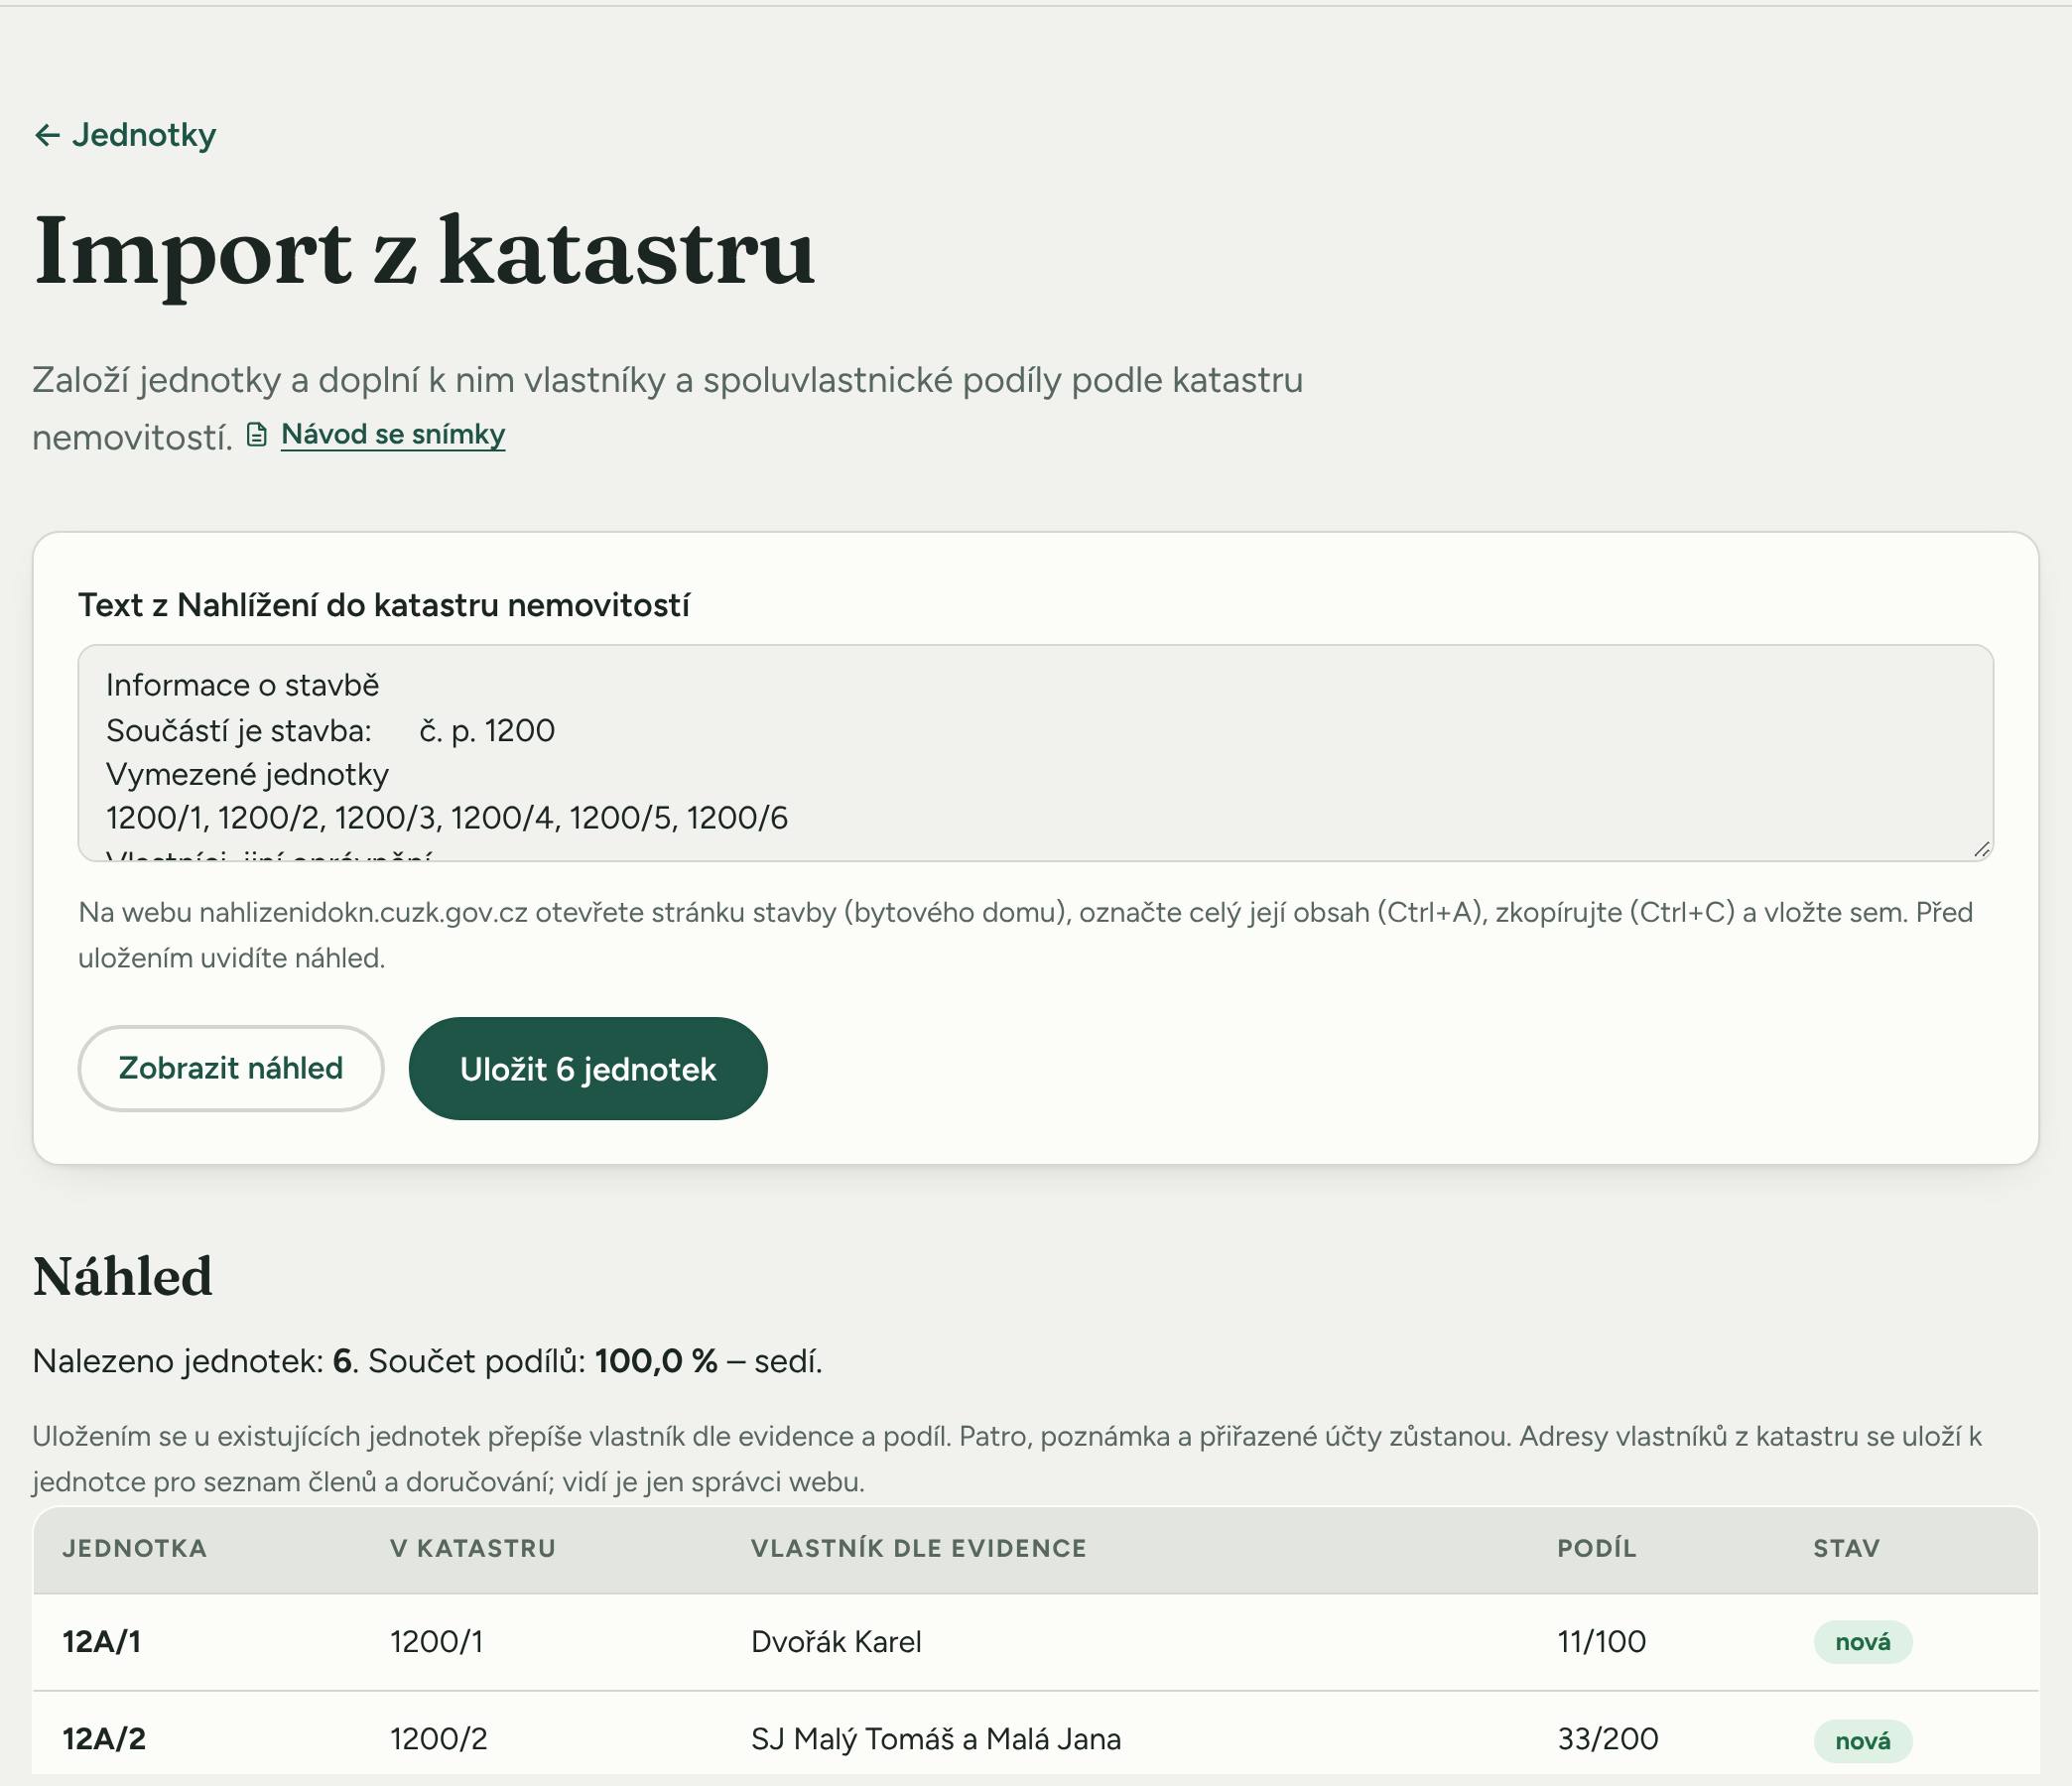 ← Jednotky
Import z katastru
Založí jednotky a doplní k nim vlastníky a spoluvlastnické podíly podle katastru
nemovitostí. Návod se snímky
Text z Nahlížení do katastru nemovitostí
Informace o stavbě
Součástí je stavba: č. p. 1200
Vymezené jednotky
1200/1, 1200/2, 1200/3, 1200/4, 1200/5, 1200/6
Vlastníci, jiní oprávnění
Na webu nahlizenidokn.cuzk.gov.cz otevřete stránku stavby (bytového domu), označte celý její obsah (Ctrl+A), zkopírujte (Ctrl+C) a vložte sem. Před
uložením uvidíte náhled.
Zobrazit náhled Uložit 6 jednotek
Náhled
Nalezeno jednotek: 6. Součet podílů: 100,0 % – sedí.
Uložením se u existujících jednotek přepíše vlastník dle evidence a podíl. Patro, poznámka a přiřazené účty zůstanou. Adresy vlastníků z katastru se uloží k
jednotce pro seznam členů a doručování; vidí je jen správci webu.
JEDNOTKA V KATASTRU VLASTNÍK DLE EVIDENCE PODÍL STAV
12A/1 1200/1 Dvořák Karel 11/100 nová
12A/2 1200/2 SJ Malý Tomáš a Malá Jana 33/200 nová